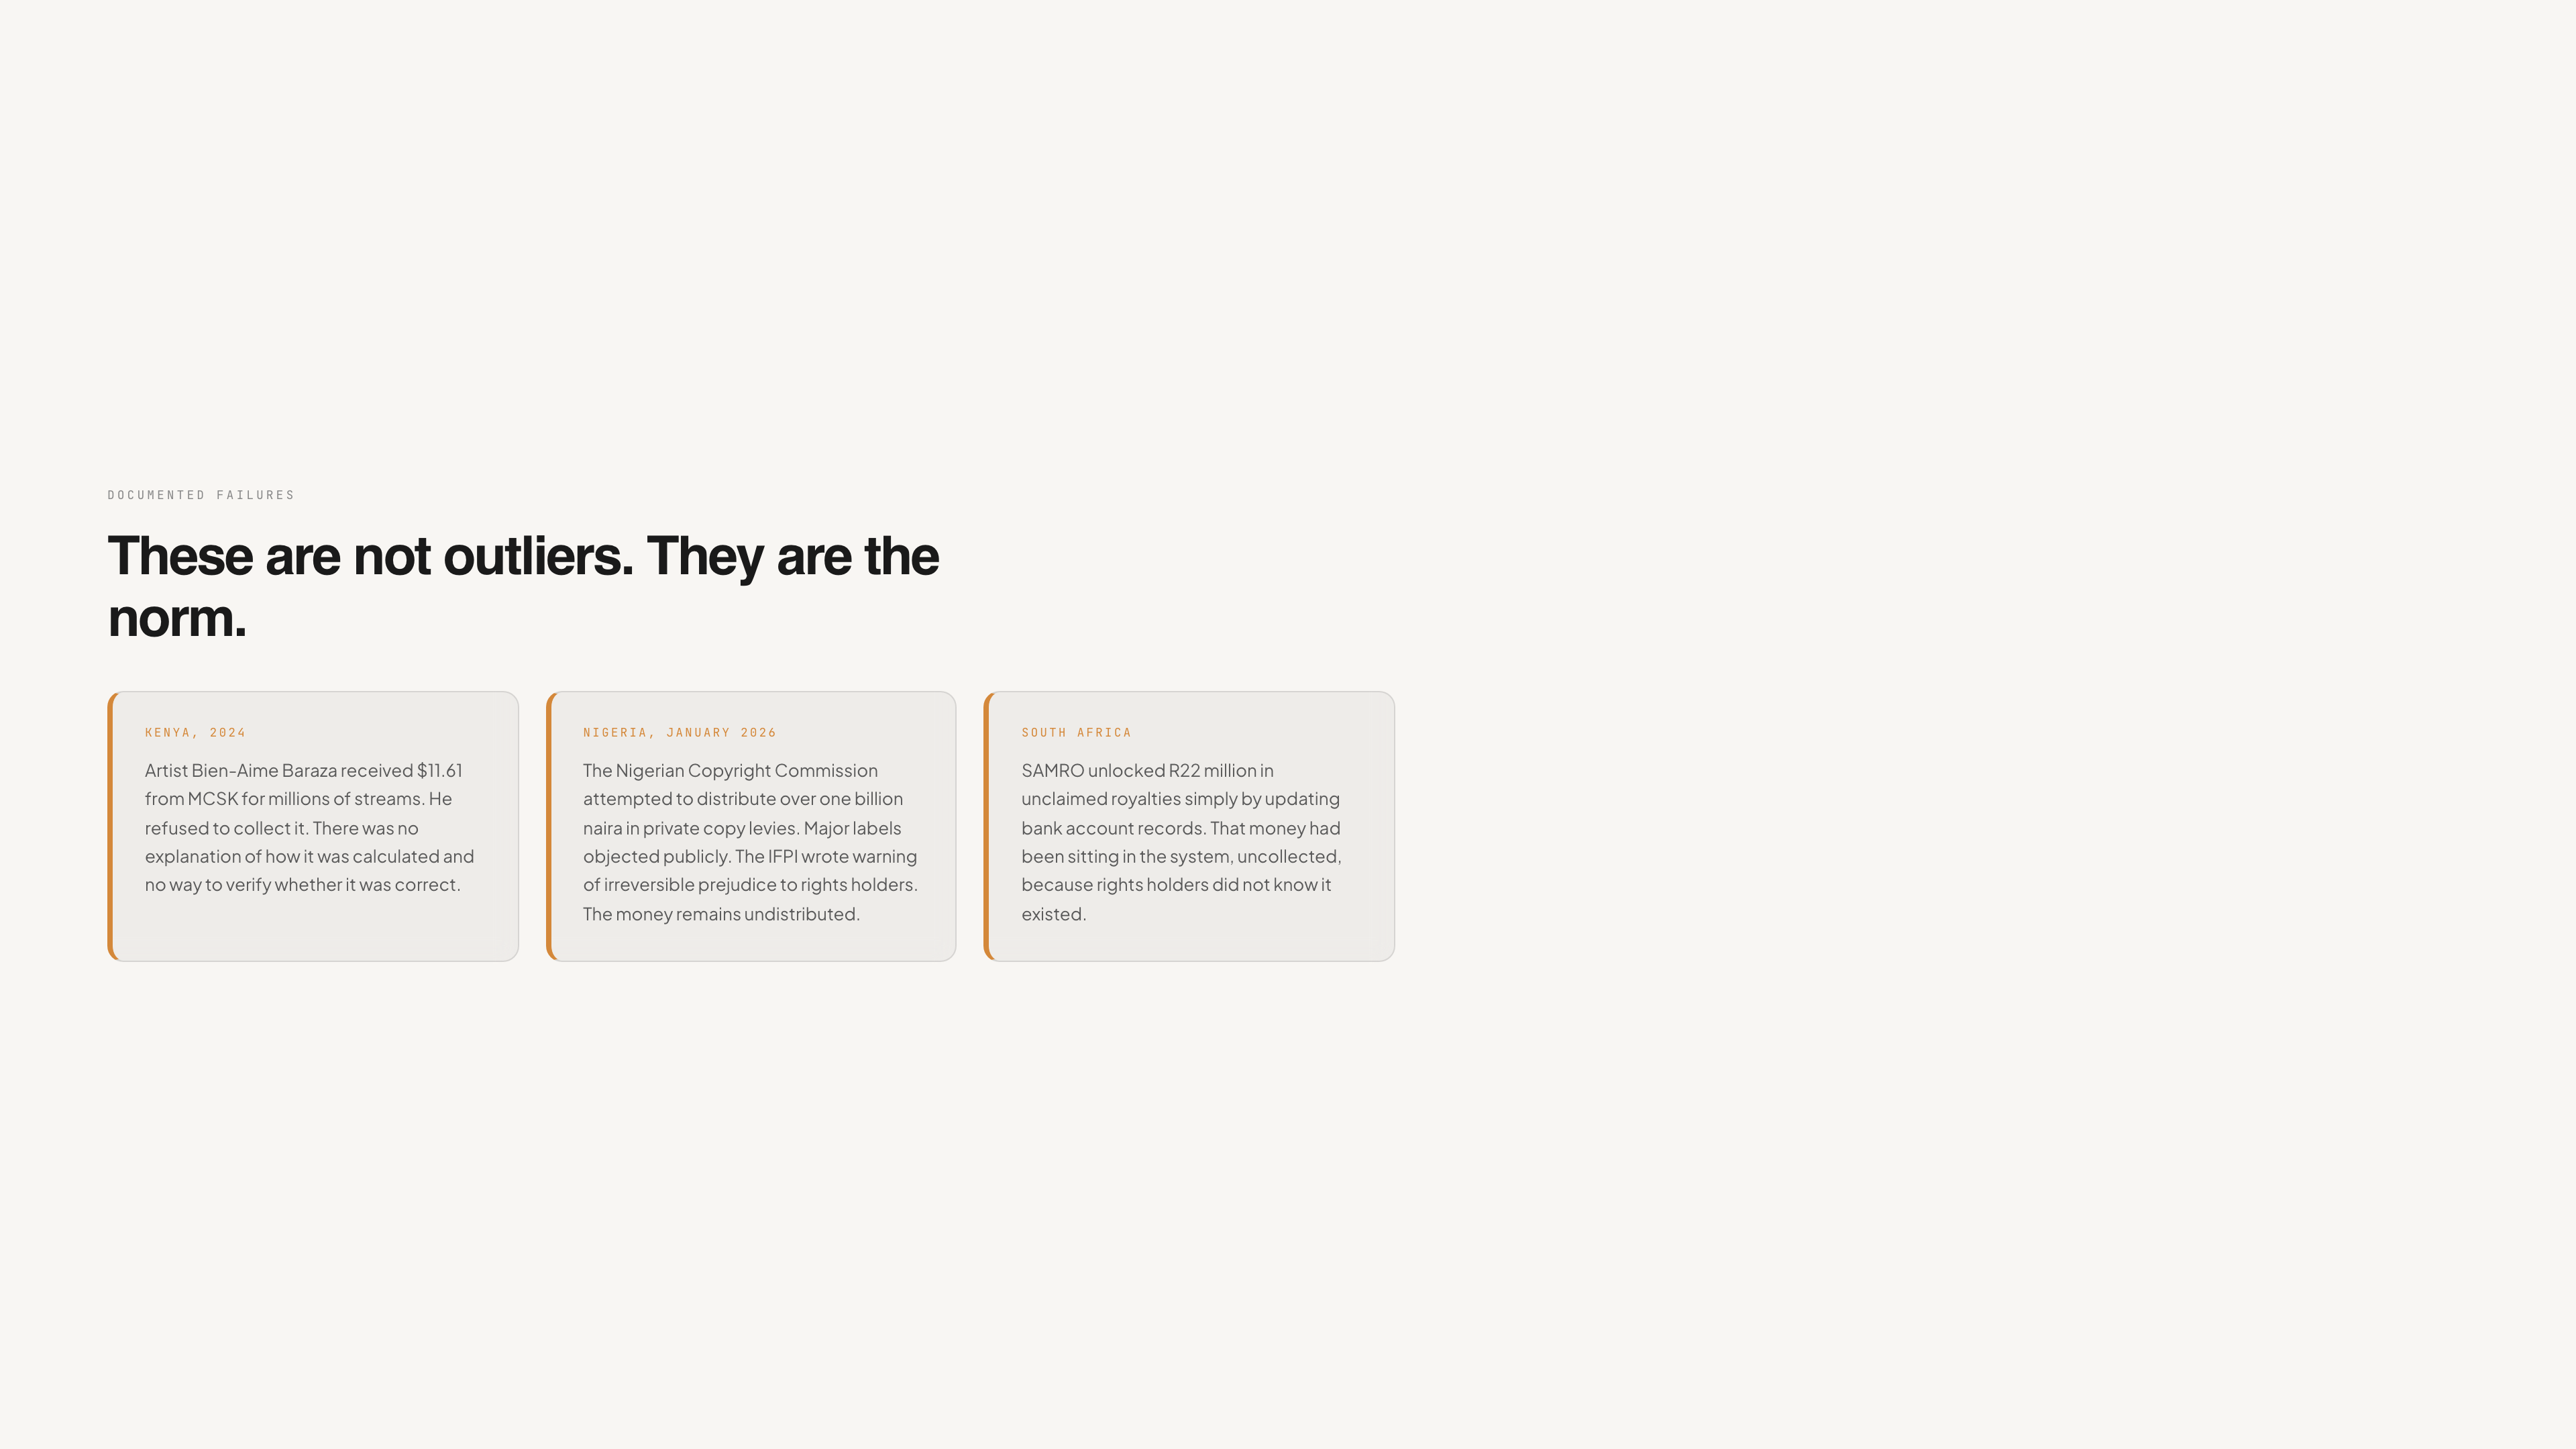 DOCUMENTED FAILURES
These are not outliers. They are the
norm.
KENYA, 2024
Artist Bien-Aime Baraza received $11.61
from MCSK for millions of streams. He
refused to collect it. There was no
explanation of how it was calculated and
no way to verify whether it was correct.
NIGERIA, JANUARY 2026
The Nigerian Copyright Commission
attempted to distribute over one billion
naira in private copy levies. Major labels
objected publicly. The IFPI wrote warning
of irreversible prejudice to rights holders.
The money remains undistributed.
SOUTH AFRICA
SAMRO unlocked R22 million in
unclaimed royalties simply by updating
bank account records. That money had
been sitting in the system, uncollected,
because rights holders did not know it
existed.